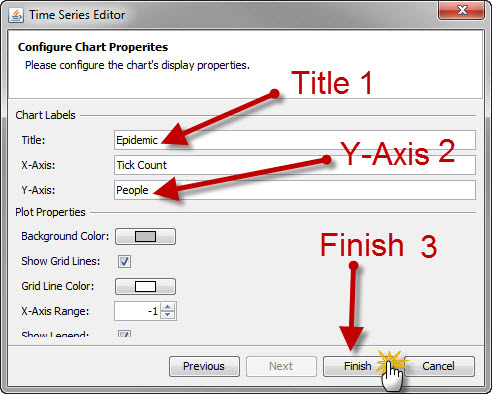 Time Series Editor
Configure Chart Properites
Please configure the chart's display properties.
Title 1
Chart Labels
Title: Epidemic
X-Axis: Tick Count
Y-Axis 2
Y-Axis: People
Plot Properties
Background Color:
Finish 3
Show Grid Lines:
Grid Line Color:
X-Axis Range: -1
Show Legend:
Previous Next Finish Cancel